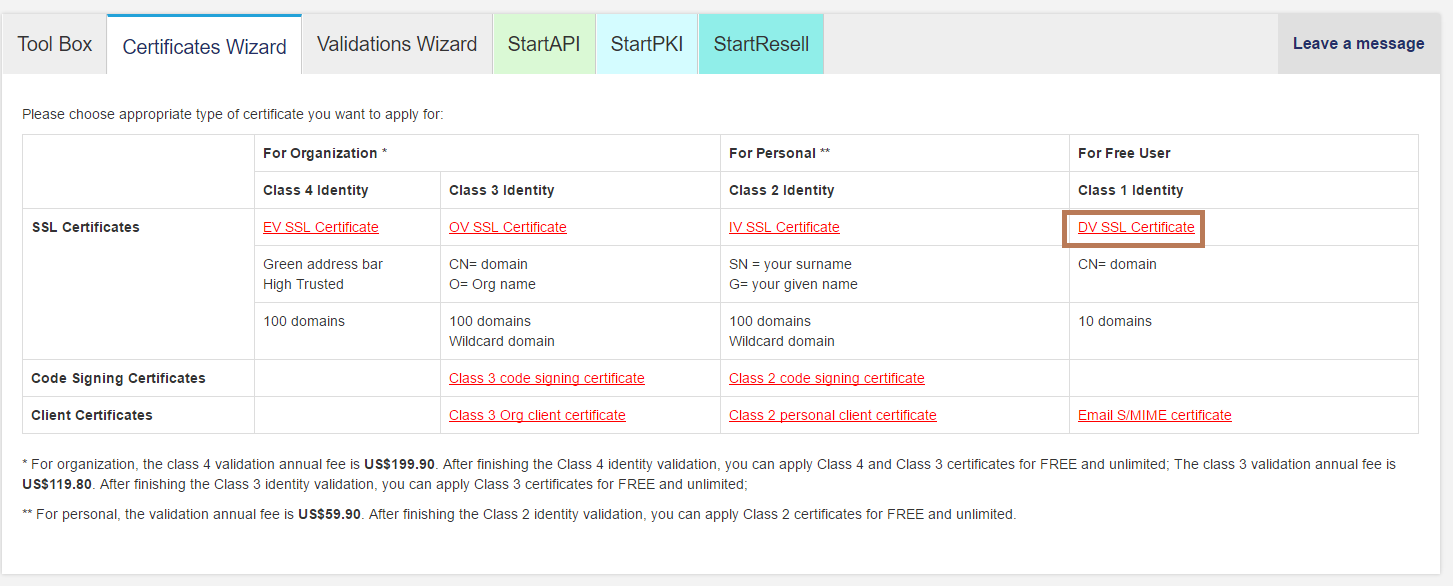 Tool Box
Certificates Wizard
Validations Wizard
StartAPI
StartPKI
StartResell
Leave a message
Please choose appropriate type of certificate you want to apply for:
For Organization *
For Personal **
For Free User
Class 4 Identity
Class 3 Identity
Class 2 Identity
Class 1 Identity
SSL Certificates
EV SSL Certificate
OV SSL Certificate
IV SSL Certificate
DV SSL Certificate
Green address bar
High Trusted
CN= domain
O= Org name
SN = your surname
G= your given name
CN= domain
100 domains
100 domains
Wildcard domain
100 domains
Wildcard domain
10 domains
Code Signing Certificates
Class 3 code signing certificate
Class 2 code signing certificate
Client Certificates
Class 3 Org client certificate
Class 2 personal client certificate
Email S/MIME certificate
* For organization, the class 4 validation annual fee is US$199.90. After finishing the Class 4 identity validation, you can apply Class 4 and Class 3 certificates for FREE and unlimited; The class 3 validation annual fee is
US$119.80. After finishing the Class 3 identity validation, you can apply Class 3 certificates for FREE and unlimited;
** For personal, the validation annual fee is US$59.90. After finishing the Class 2 identity validation, you can apply Class 2 certificates for FREE and unlimited.